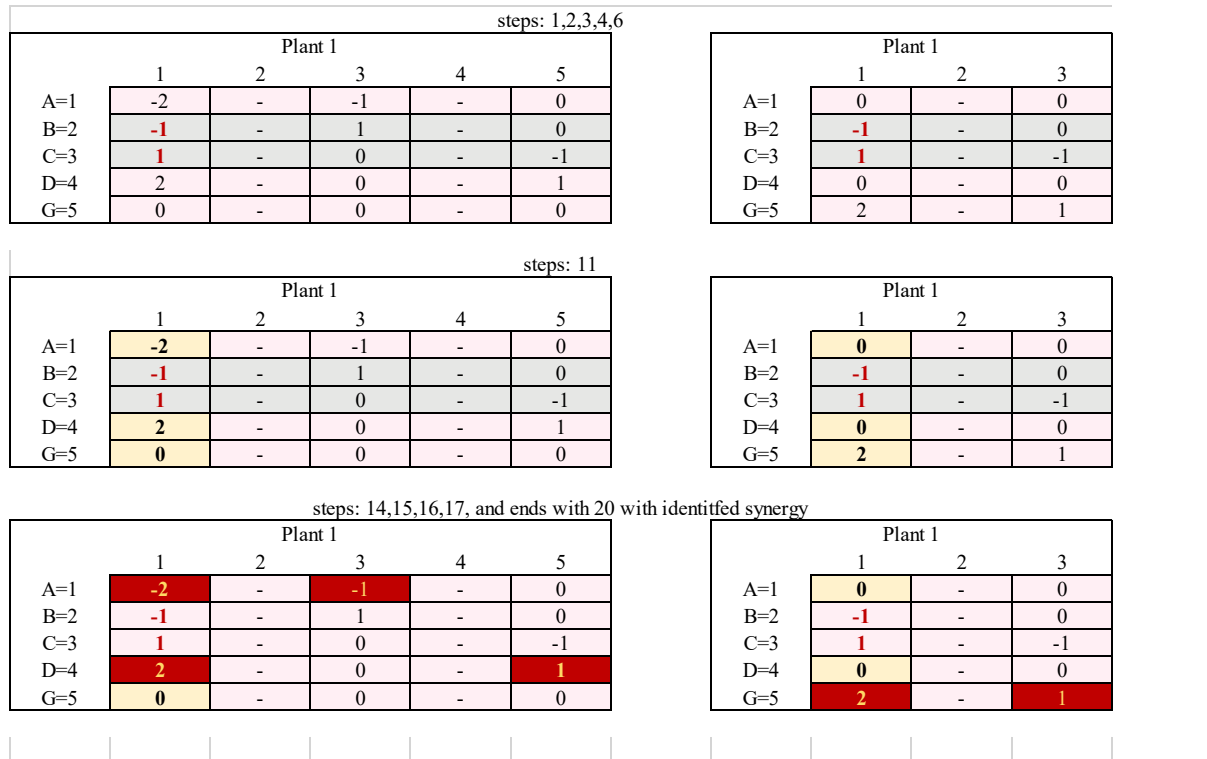 steps: 1,2,3,4,6
Plant 1 Plant 1
1 2 3 4 5 1 2 3
A=1 -2 - -1 - 0 A=1 0 - 0
B=2 -1 - 1 - 0 B=2 -1 - 0
C=3 1 - 0 - -1 C=3 1 - -1
D=4 2 - 0 - 1 D=4 0 - 0
G=5 0 - 0 - 0 G=5 2 - 1
steps: 11
Plant 1 Plant 1
1 2 3 4 5 1 2 3
A=1 -2 - -1 - 0 A=1 0 - 0
B=2 -1 - 1 - 0 B=2 -1 - 0
C=3 1 - 0 - -1 C=3 1 - -1
D=4 2 - 0 - 1 D=4 0 - 0
G=5 0 - 0 - 0 G=5 2 - 1
steps: 14,15,16,17, and ends with 20 with identitfed synergy
Plant 1 Plant 1
1 2 3 4 5 1 2 3
A=1 -2 - -1 - 0 A=1 0 - 0
B=2 -1 - 1 - 0 B=2 -1 - 0
C=3 1 - 0 - -1 C=3 1 - -1
D=4 2 - 0 - 1 D=4 0 - 0
G=5 0 - 0 - 0 G=5 2 - 1